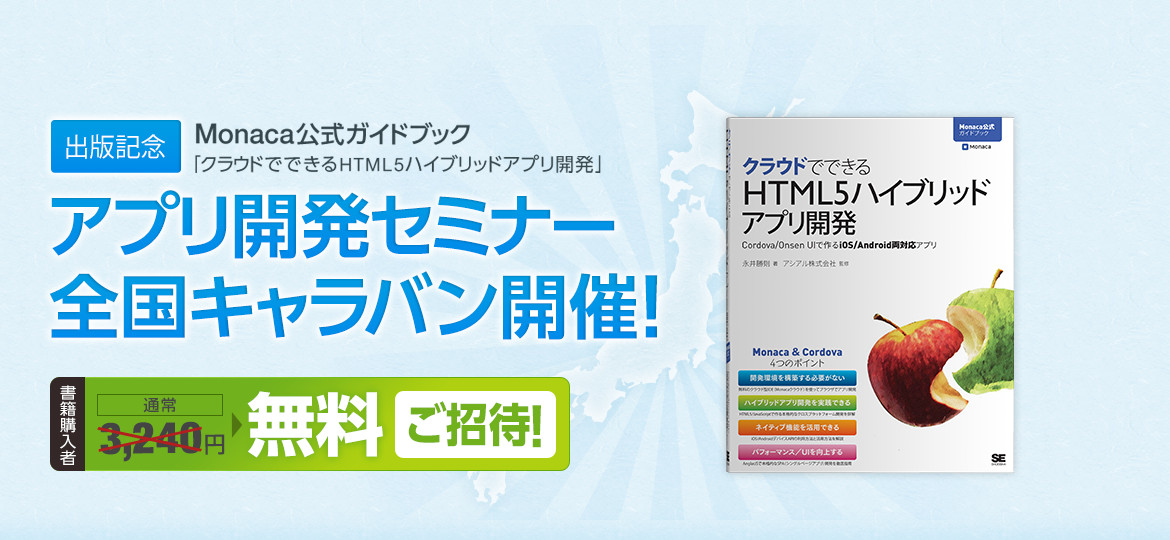 出版記念
Monaca公式ガイドブック
「クラウドでできるHTML5ハイブリッドアプリ開発」
アプリ開発セミナー
全国キャラバン開催!
書籍購入者
通常
3,240円
無料
ご招待!
Monaca公式
ガイドブック
Monaca
クラウドでできる
HTML5ハイブリッド
アプリ開発
Cordova/Onsen UIで作るiOS/Android両対応アプリ
永井勝則 著 アシアル株式会社 監修
Monaca & Cordova
4つのポイント
開発環境を構築する必要がない
ハイブリッドアプリ開発を実践できる
ネイティブ機能を活用できる
パフォーマンス/UIを向上する
SE
SHOEISHA